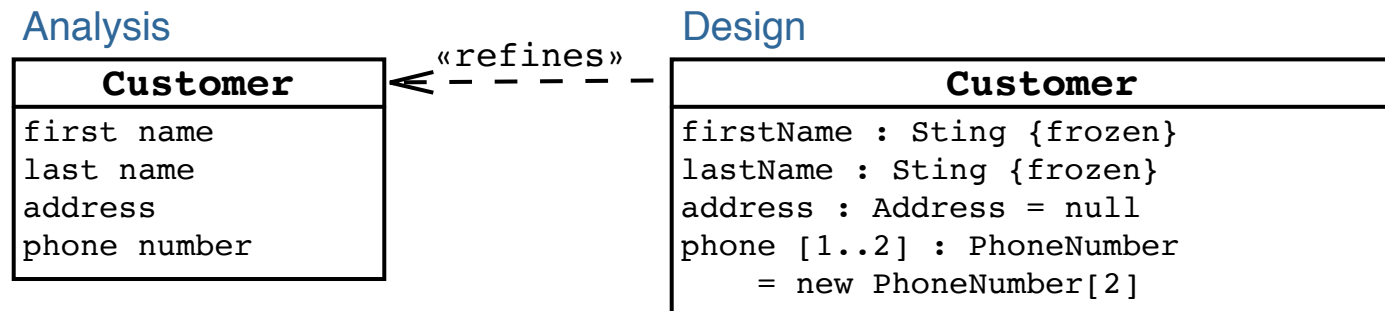 Analysis
Customer
first name
last name
address
phone number
«refines»
Design
Customer
firstName : Sting {frozen}
lastName : Sting {frozen}
address : Address = null
phone [1..2] : PhoneNumber
= new PhoneNumber[2]